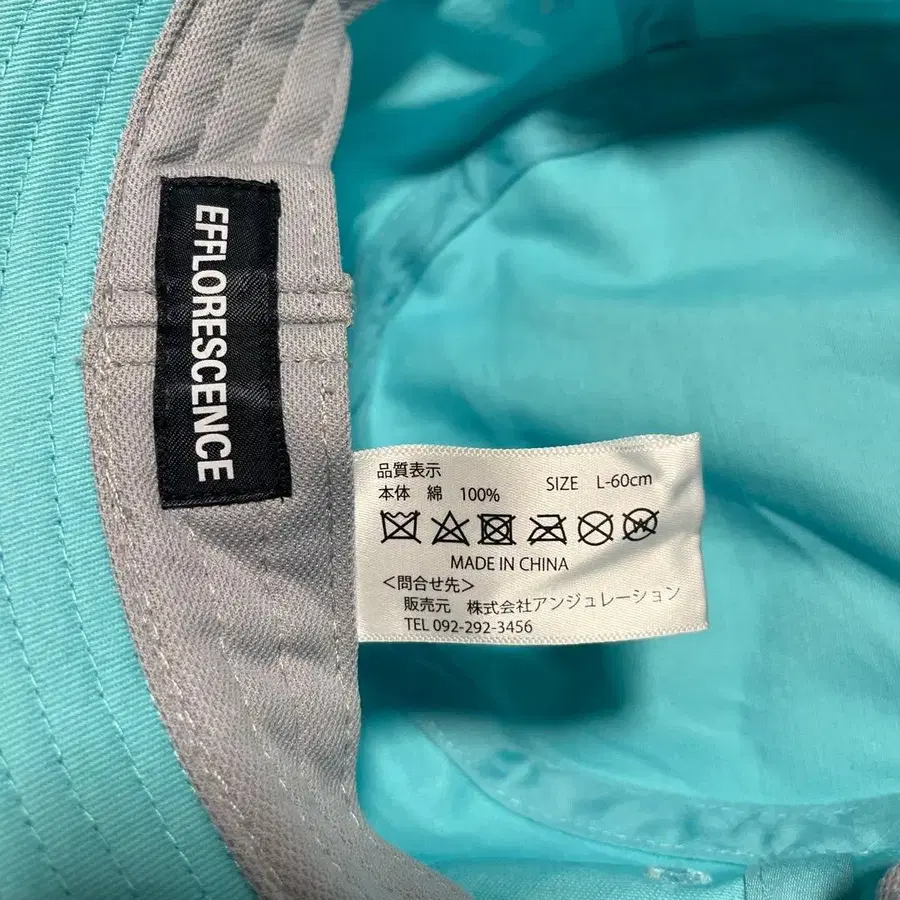 EFFLORESCENCE
品質表示
本体 綿 100% SIZE L-60cm
MADE IN CHINA
<問合せ先>
販売元 株式会社アンジュレーション
TEL 092-292-3456